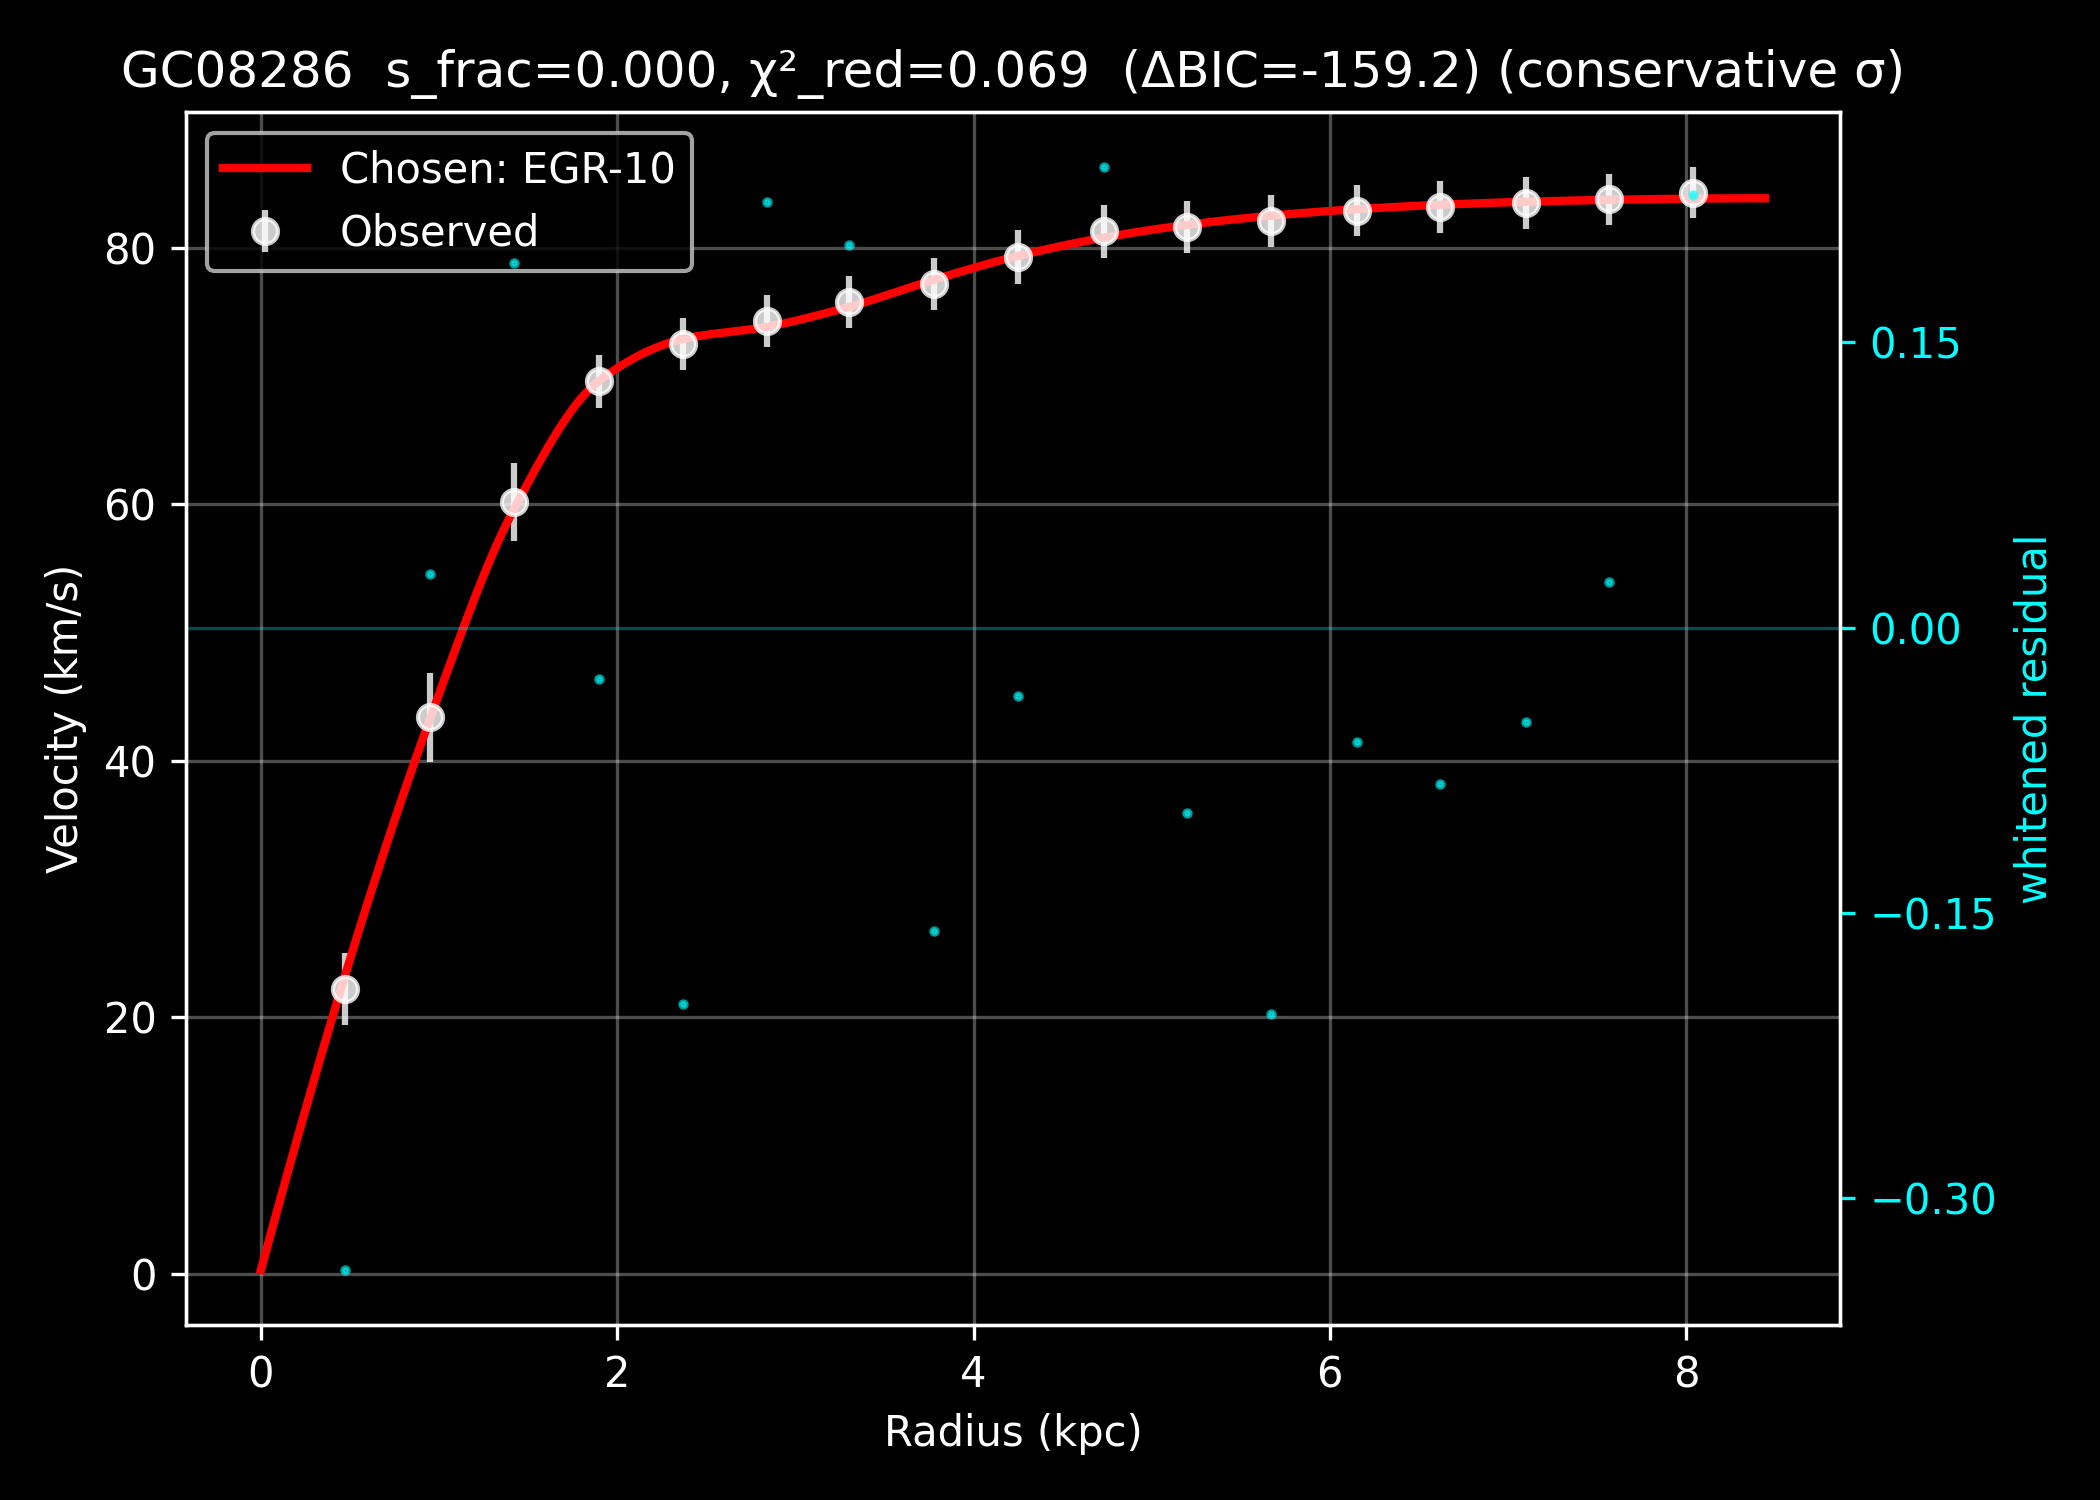 GC08286 s_frac=0.000, χ²_red=0.069 (ΔBIC=-159.2) (conservative σ)
Chosen: EGR-10
Observed
80
60
40
20
0
Velocity (km/s)
0.15
0.00
−0.15
−0.30
whitened residual
0 2 4 6 8
Radius (kpc)